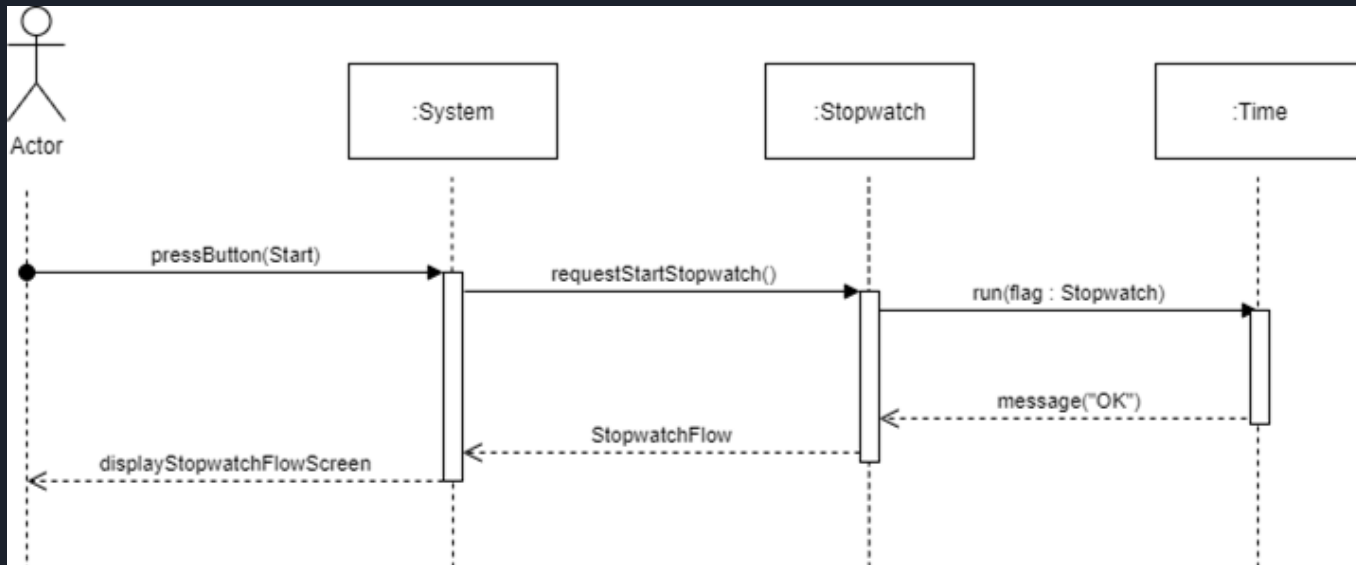 :System
:Stopwatch
:Time
Actor
pressButton(Start)
requestStartStopwatch()
run(flag : Stopwatch)
message("OK")
StopwatchFlow
displayStopwatchFlowScreen